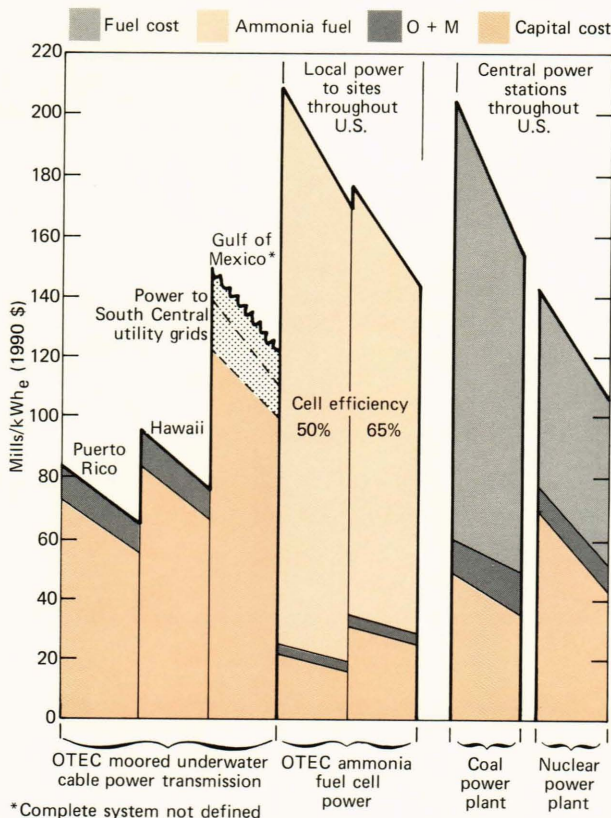 Fuel cost
Ammonia fuel
O + M
Capital cost
220
200
180
160
140
120
100
80
60
40
20
0
Mills/kWhe (1990 $)
Local power
to sites
throughout
U.S.
Central power
stations
throughout
U.S.
Gulf of
Mexico*
Power to
South Central
utility grids
Puerto
Rico
Hawaii
Cell efficiency
50% 65%
OTEC moored underwater
cable power transmission
OTEC ammonia
fuel cell
power
Coal
power
plant
Nuclear
power
plant
*Complete system not defined